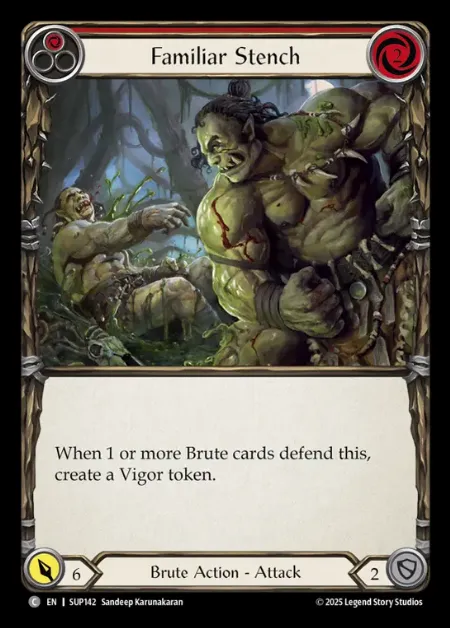 Familiar Stench
2
When 1 or more Brute cards defend this,
create a Vigor token.
6
Brute Action - Attack
2
C EN | SUP142 Sandeep Karunakaran
© 2025 Legend Story Studios